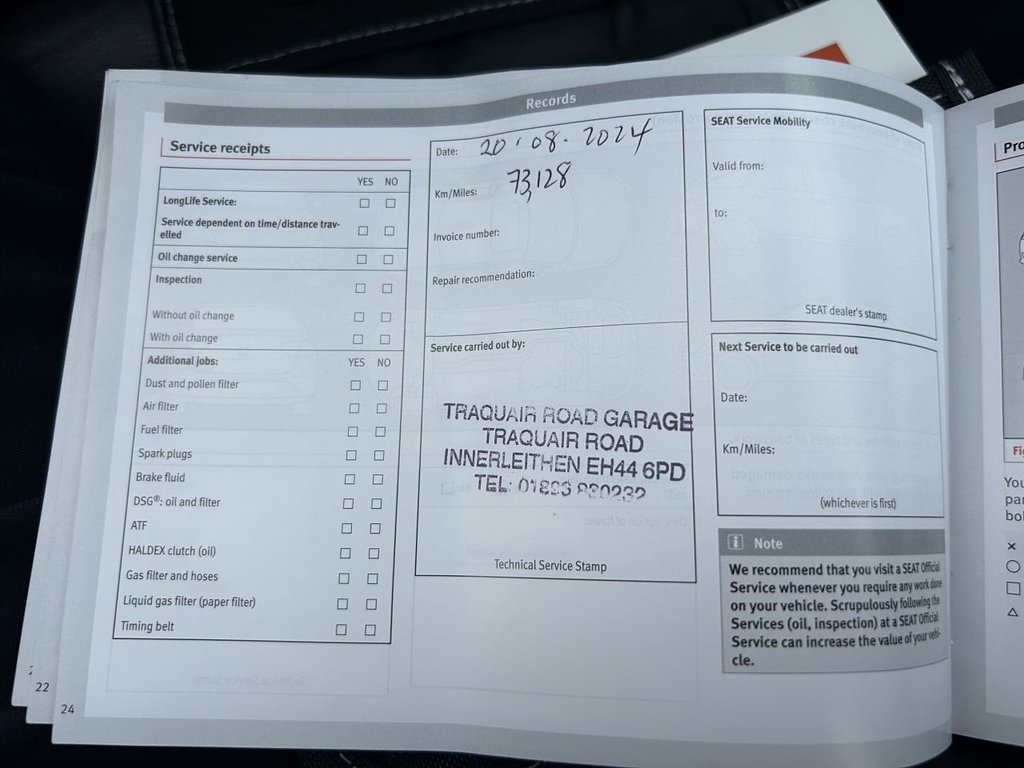 Records
Service receipts
YES NO
LongLife Service:
Service dependent on time/distance trav-
elled
Oil change service
Inspection
Without oil change
With oil change
Additional jobs: YES NO
Dust and pollen filter
Air filter
Fuel filter
Spark plugs
Brake fluid
DSG®: oil and filter
ATF
HALDEX clutch (oil)
Gas filter and hoses
Liquid gas filter (paper filter)
Timing belt
Date: 20.08.2024
Km/Miles: 73,128
Invoice number:
Repair recommendation:
Service carried out by:
TRAQUAIR ROAD GARAGE
TRAQUAIR ROAD
INNERLEITHEN EH44 6PD
TEL:
Technical Service Stamp
SEAT Service Mobility
Valid from:
to:
SEAT dealer's stamp
Next Service to be carried out
Date:
Km/Miles:
(whichever is first)
i Note
We recommend that you visit a SEAT Official
Service whenever you require any work done
on your vehicle. Scrupulously following the
Services (oil, inspection) at a SEAT Official
Service can increase the value of your vehi-
cle.
22
24